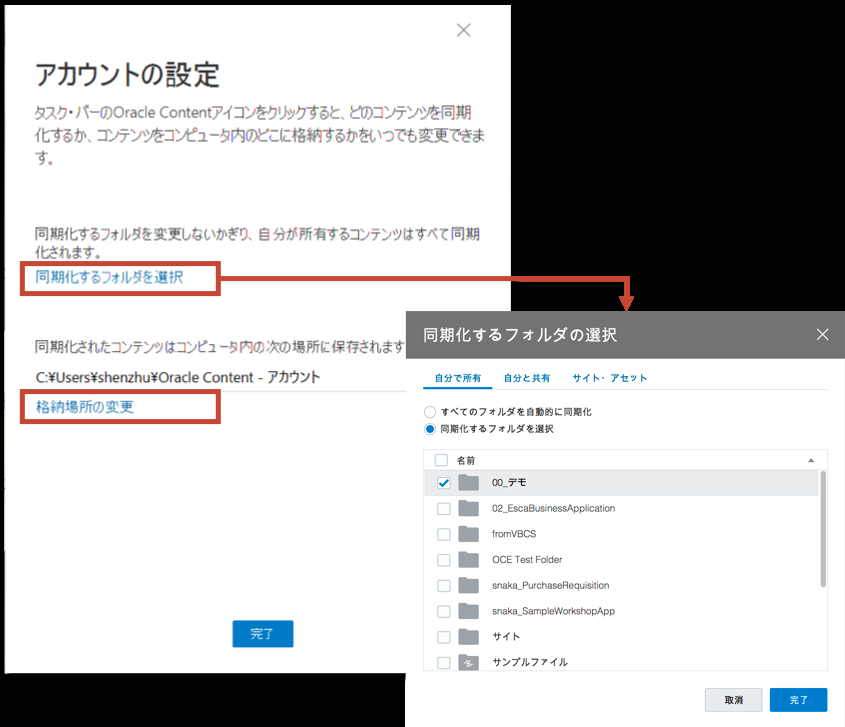 アカウントの設定
タスク・バーのOracle Contentアイコンをクリックすると、どのコンテンツを同期
化するか、コンテンツをコンピュータ内のどこに格納するかをいつでも変更できま
す。
同期化するフォルダを変更しないかぎり、自分が所有するコンテンツはすべて同期
化されます。
同期化するフォルダを選択
同期化されたコンテンツはコンピュータ内の次の場所に保存されます
C:¥Users¥shenzhu¥Oracle Content - アカウント
格納場所の変更
完了
同期化するフォルダの選択
自分で所有 自分と共有 サイト・アセット
すべてのフォルダを自動的に同期化
同期化するフォルダを選択
名前
00_デモ
02_EscaBusinessApplication
fromVBCS
OCE Test Folder
snaka_PurchaseRequisition
snaka_SampleWorkshopApp
サイト
サンプルファイル
取消 完了